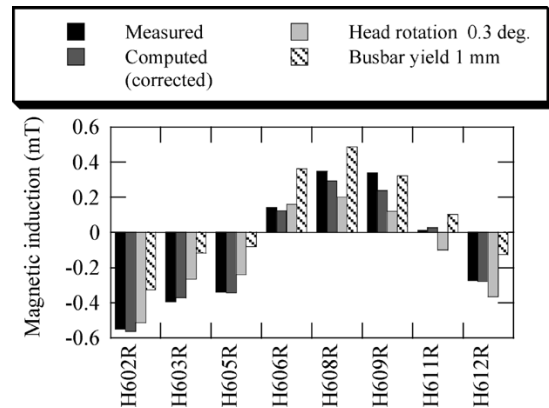 Measured
Computed
(corrected)
Head rotation 0.3 deg.
Busbar yield 1 mm
Magnetic induction (mT)
0.6
0.4
0.2
0
-0.2
-0.4
-0.6
H602R
H603R
H605R
H606R
H608R
H609R
H611R
H612R